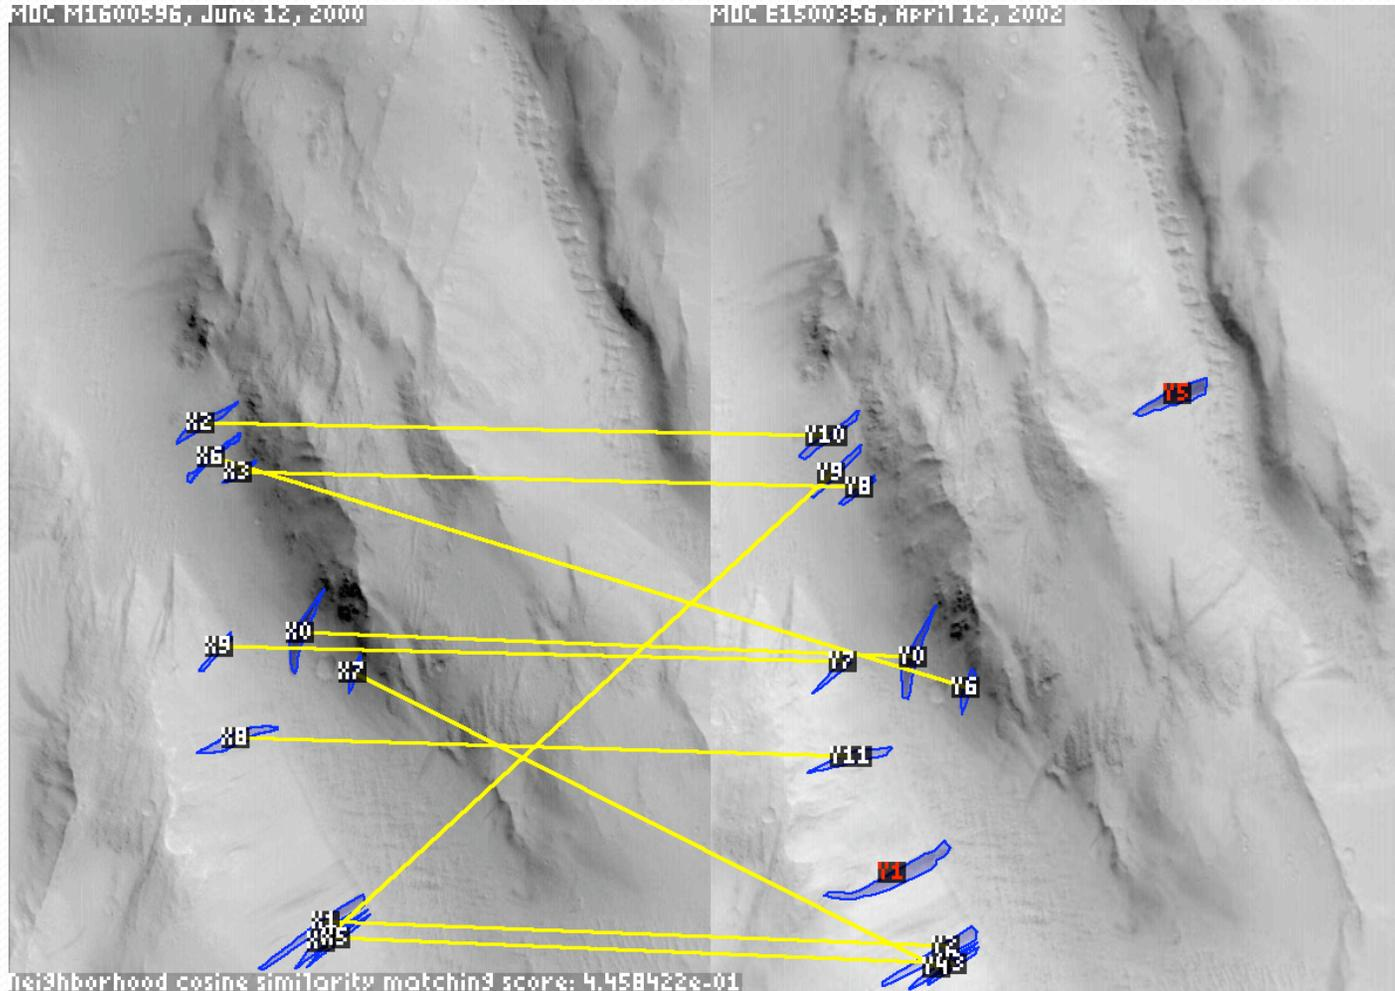 MOC M1600596, June 12, 2000
MOC E1500356, April 12, 2002
Y5
X2
Y10
X6
X3
Y9
Y8
X0
X9
X7
Y7
Y0
Y6
X8
Y11
Y1
neighborhood cosine similarity matching score: 4.458422e-01